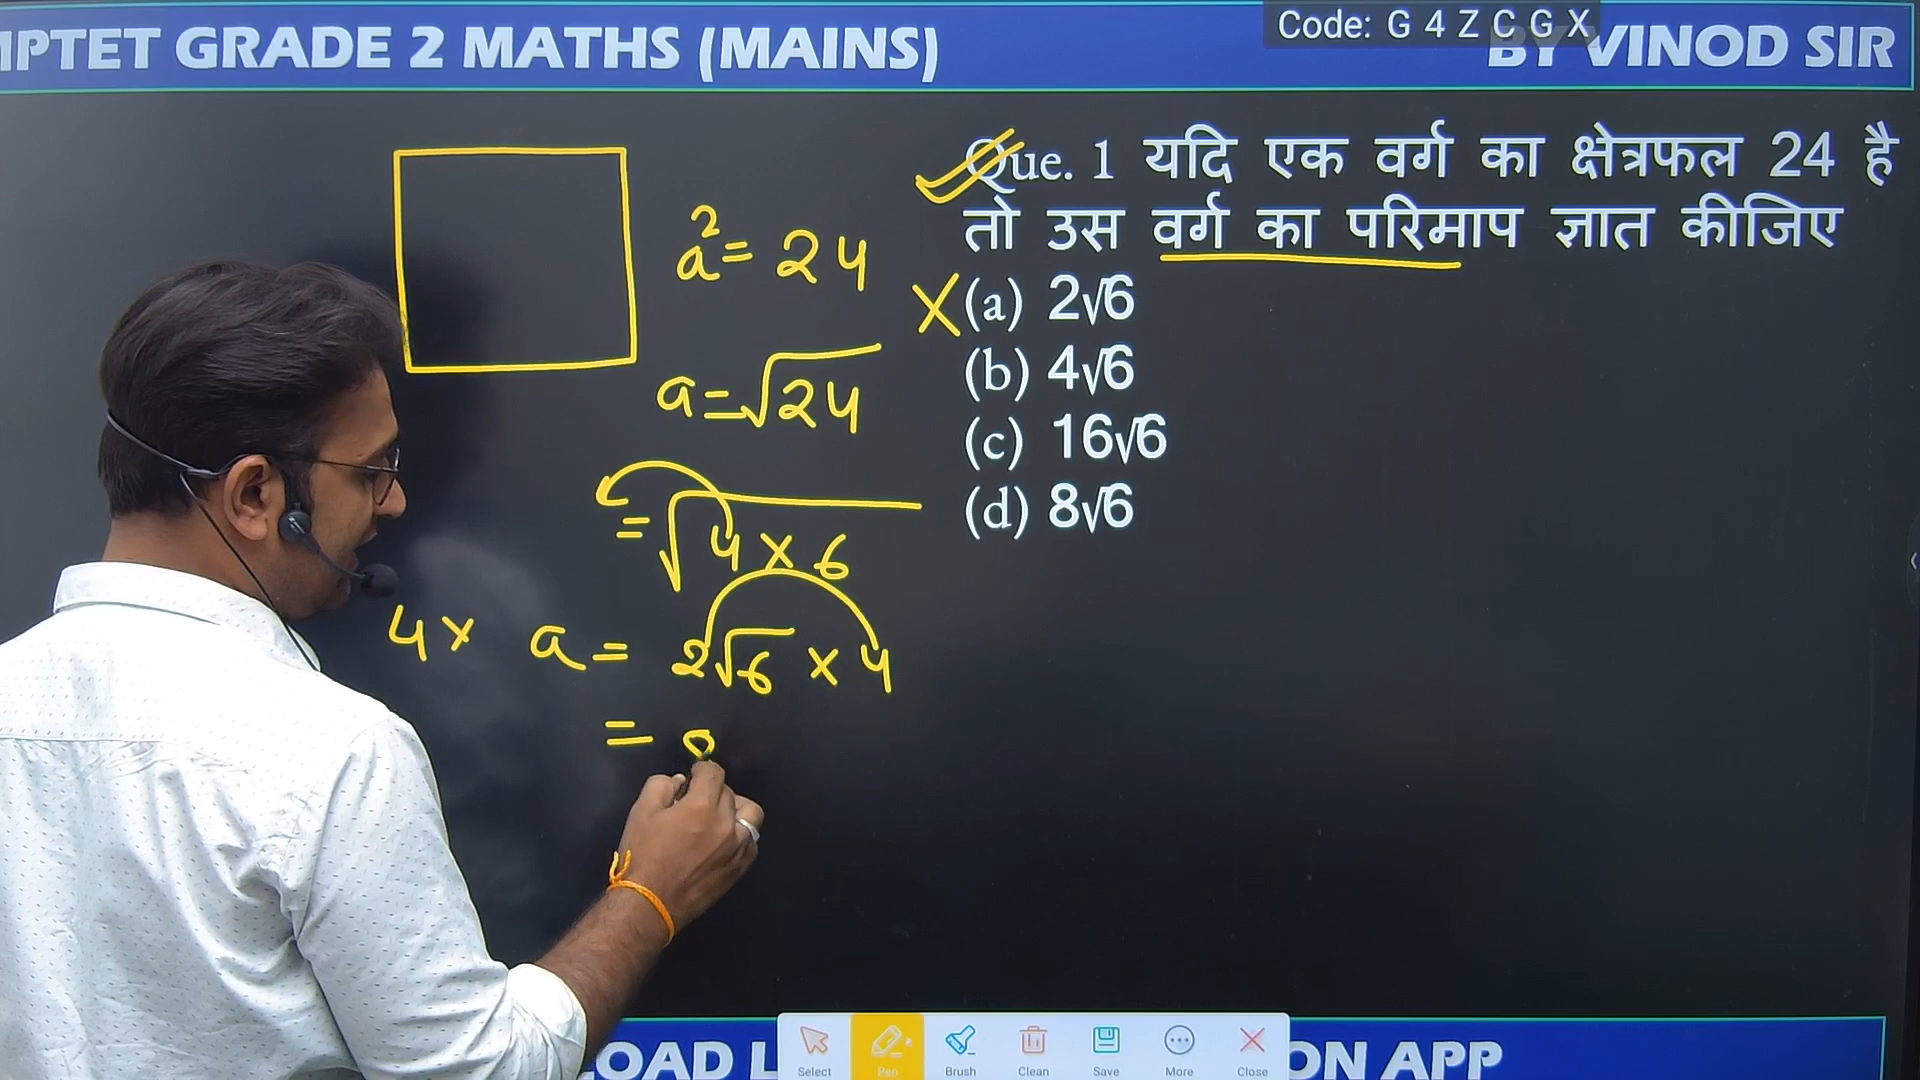 MPTET GRADE 2 MATHS (MAINS)
Code: G 4 Z C G X
BY VINOD SIR
Que. 1 यदि एक वर्ग का क्षेत्रफल 24 है
तो उस वर्ग का परिमाप ज्ञात कीजिए
X (a) 2√6
(b) 4√6
(c) 16√6
(d) 8√6
a² = 24
a = √24
= √4 × 6
4 × a = 2√6 × 4
= 8
OAD L
ON APP
Select
Pen
Brush
Clean
Save
More
Close